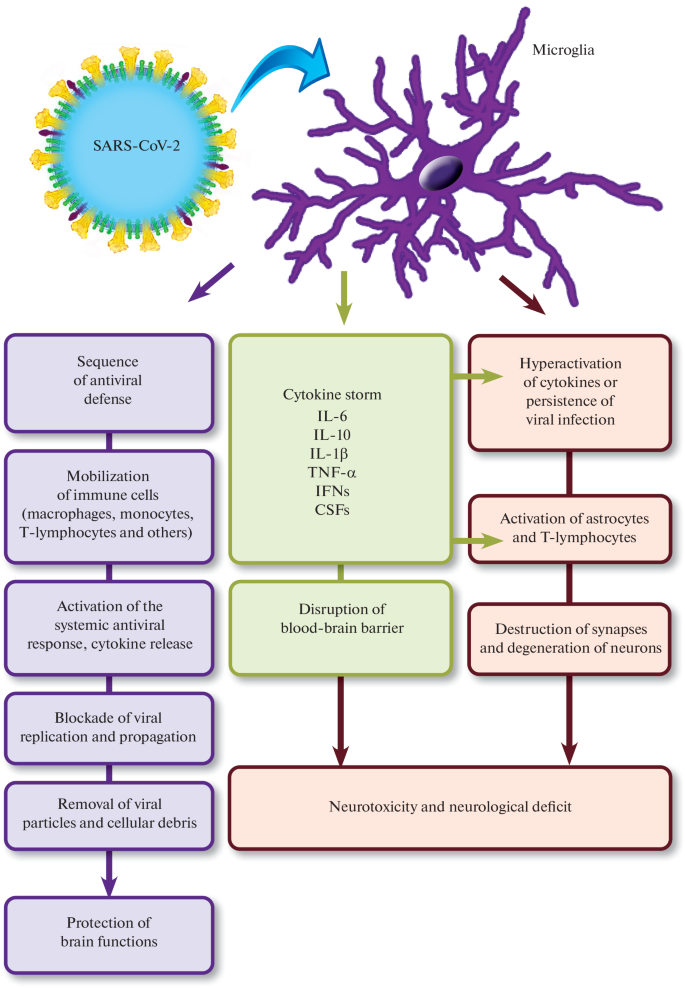 Microglia
SARS-CoV-2
Sequence
of antiviral
defense
Mobilization
of immune cells
(macrophages, monocytes,
T-lymphocytes and others)
Activation of the
systemic antiviral
response, cytokine release
Blockade of viral
replication and propagation
Removal of viral
particles and cellular debris
Protection of
brain functions
Cytokine storm
IL-6
IL-10
IL-1β
TNF-α
IFNs
CSFs
Disruption of
blood-brain barrier
Hyperactivation
of cytokines or
persistence of
viral infection
Activation of astrocytes
and T-lymphocytes
Destruction of synapses
and degeneration of neurons
Neurotoxicity and neurological deficit